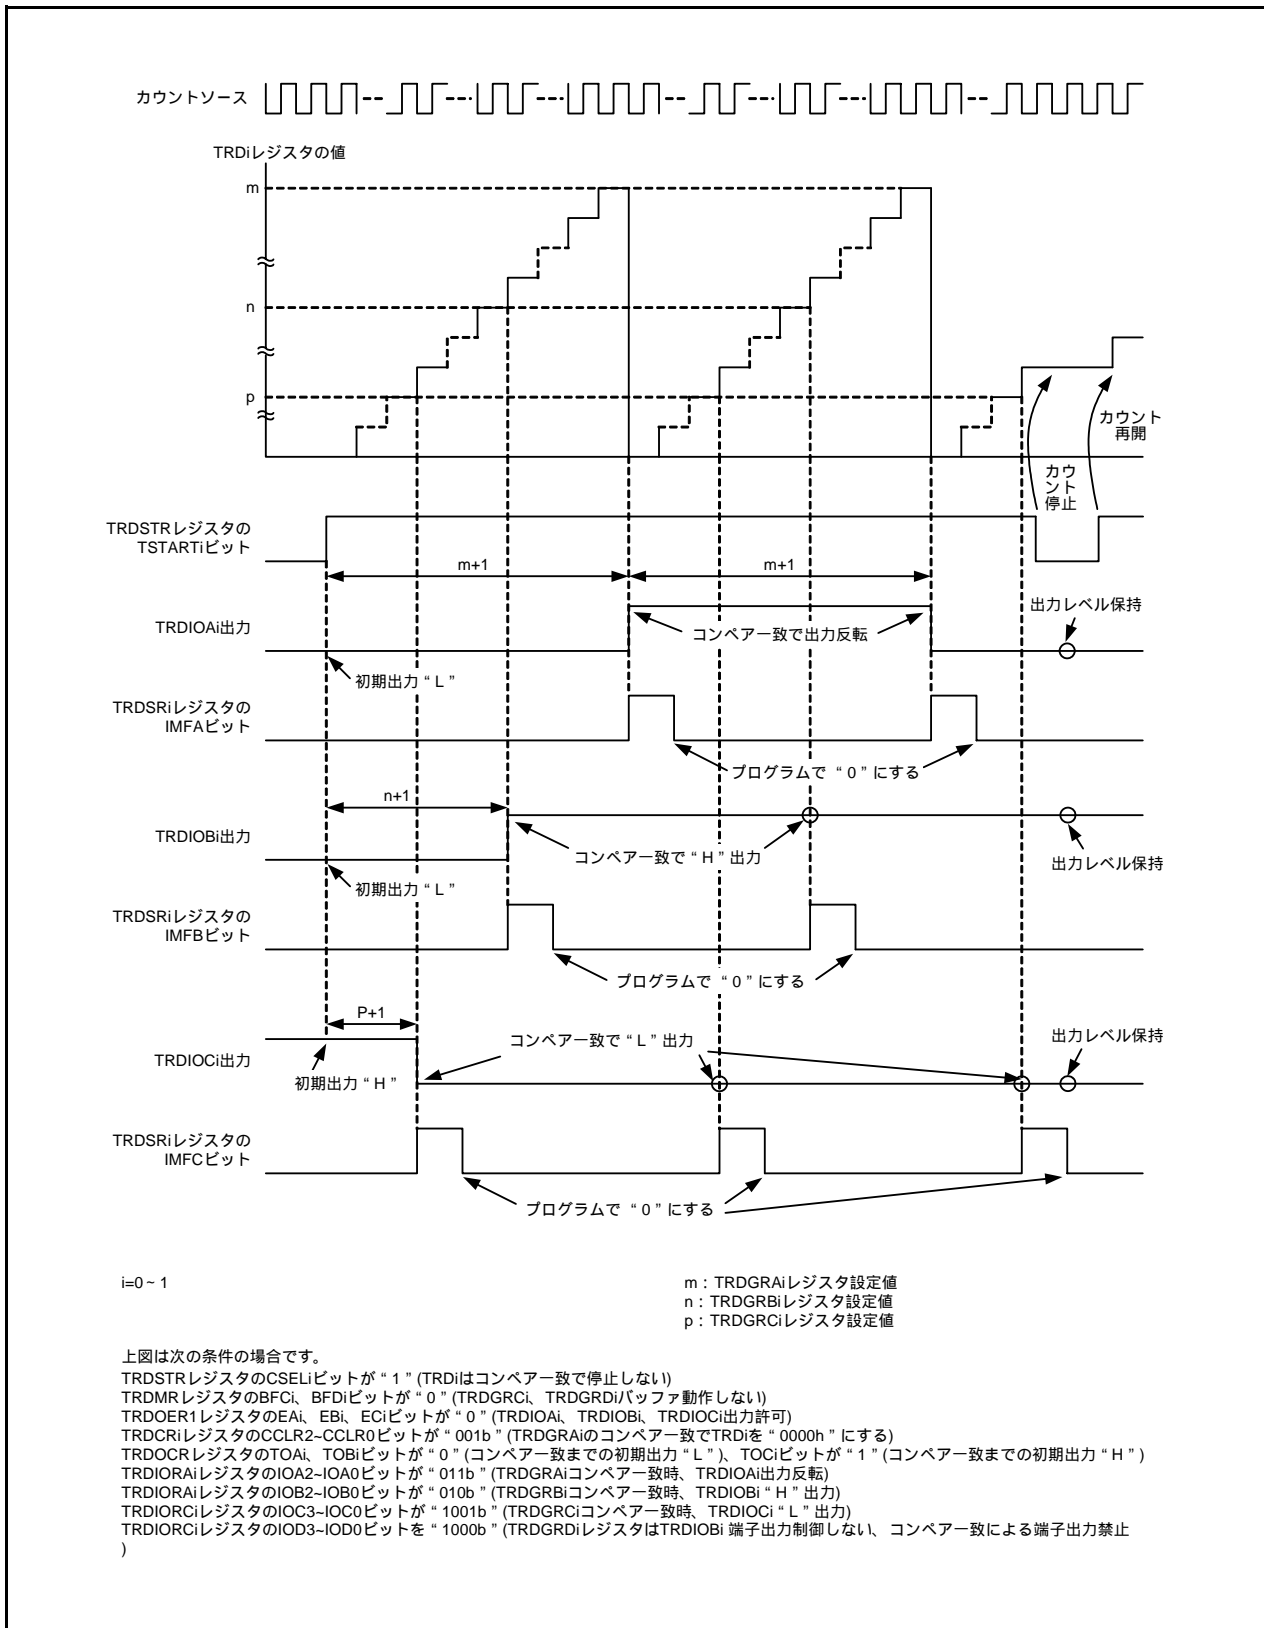 カウントソース
TRDiレジスタの値
m
n
p
カウント
再開
カウ
ント
停止
TRDSTRレジスタの
TSTARTiビット
m+1
m+1
出力レベル保持
TRDIOAi出力
コンペア一致で出力反転
初期出力“L”
TRDSRiレジスタの
IMFAビット
プログラムで“0”にする
n+1
TRDIOBi出力
コンペア一致で“H”出力
出力レベル保持
初期出力“L”
TRDSRiレジスタの
IMFBビット
プログラムで“0”にする
P+1
コンペア一致で“L”出力
出力レベル保持
TRDIOCi出力
初期出力“H”
TRDSRiレジスタの
IMFCビット
プログラムで“0”にする
i=0~1
m:TRDGRAiレジスタ設定値
n:TRDGRBiレジスタ設定値
p:TRDGRCiレジスタ設定値
上図は次の条件の場合です。
TRDSTRレジスタのCSELiビットが“1”(TRDiはコンペア一致で停止しない)
TRDMRレジスタのBFCi、BFDiビットが“0”(TRDGRCi、TRDGRDiバッファ動作しない)
TRDOER1レジスタのEAi、EBi、ECiビットが“0”(TRDIOAi、TRDIOBi、TRDIOCi出力許可)
TRDCRiレジスタのCCLR2~CCLR0ビットが“001b”(TRDGRAiのコンペア一致でTRDiを“0000h”にする)
TRDOCRレジスタのTOAi、TOBiビットが“0”(コンペア一致までの初期出力“L”)、TOCiビットが“1”(コンペア一致までの初期出力“H”)
TRDIORAiレジスタのIOA2~IOA0ビットが“011b”(TRDGRAiコンペア一致時、TRDIOAi出力反転)
TRDIORAiレジスタのIOB2~IOB0ビットが“010b”(TRDGRBiコンペア一致時、TRDIOBi“H”出力)
TRDIORCiレジスタのIOC3~IOC0ビットが“1001b”(TRDGRCiコンペア一致時、TRDIOCi“L”出力)
TRDIORCiレジスタのIOD3~IOD0ビットを“1000b”(TRDGRDiレジスタはTRDIOBi 端子出力制御しない、コンペア一致による端子出力禁止
)